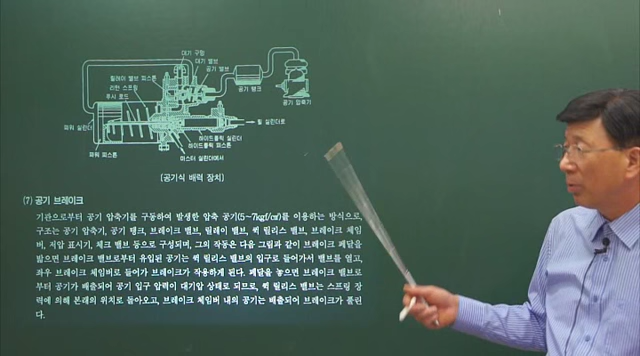 대기 구멍
대기 밸브
공기 밸브
릴레이 밸브 피스톤
리턴 스프링
푸시 로드
공기 탱크
공기 압축기
휠 실린더로
파워 실린더
하이드롤릭 실린더
하이드롤릭 피스톤
파워 피스톤
마스터 실린더에서
[공기식 배력 장치]
(7) 공기 브레이크
기관으로부터 공기 압축기를 구동하여 발생한 압축 공기(5~7kgf/㎠)를 이용하는 방식으로,
구조는 공기 압축기, 공기 탱크, 브레이크 밸브, 릴레이 밸브, 퀵 릴리스 밸브, 브레이크 체임
버, 저압 표시기, 체크 밸브 등으로 구성되며, 그의 작동은 다음 그림과 같이 브레이크 페달을
밟으면 브레이크 밸브로부터 유입된 공기는 퀵 릴리스 밸브의 입구로 들어가서 밸브를 열고,
좌우 브레이크 체임버로 들어가 브레이크가 작용하게 된다. 페달을 놓으면 브레이크 밸브로
부터 공기가 배출되어 공기 입구 압력이 대기압 상태로 되므로, 퀵 릴리스 밸브는 스프링 장
력에 의해 본래의 위치로 돌아오고, 브레이크 체임버 내의 공기는 배출되어 브레이크가 풀린
다.